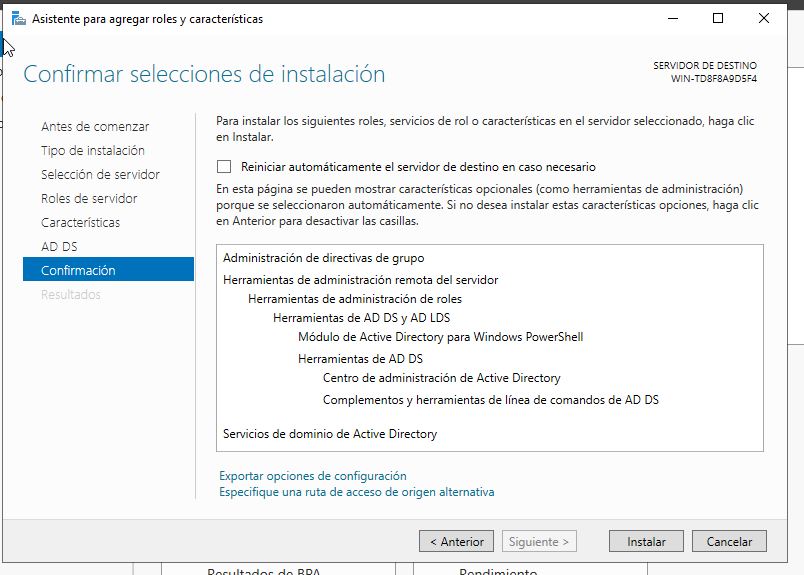 Asistente para agregar roles y características
Confirmar selecciones de instalación
SERVIDOR DE DESTINO
WIN-TD8F8A9D5F4
Antes de comenzar
Tipo de instalación
Selección de servidor
Roles de servidor
Características
AD DS
Confirmación
Resultados
Para instalar los siguientes roles, servicios de rol o características en el servidor seleccionado, haga clic
en Instalar.
Reiniciar automáticamente el servidor de destino en caso necesario
En esta página se pueden mostrar características opcionales (como herramientas de administración)
porque se seleccionaron automáticamente. Si no desea instalar estas características opciones, haga clic
en Anterior para desactivar las casillas.
Administración de directivas de grupo
Herramientas de administración remota del servidor
Herramientas de administración de roles
Herramientas de AD DS y AD LDS
Módulo de Active Directory para Windows PowerShell
Herramientas de AD DS
Centro de administración de Active Directory
Complementos y herramientas de línea de comandos de AD DS
Servicios de dominio de Active Directory
Exportar opciones de configuración
Especifique una ruta de acceso de origen alternativa
< Anterior
Siguiente >
Instalar
Cancelar
Resultados de BPA
Rendimiento